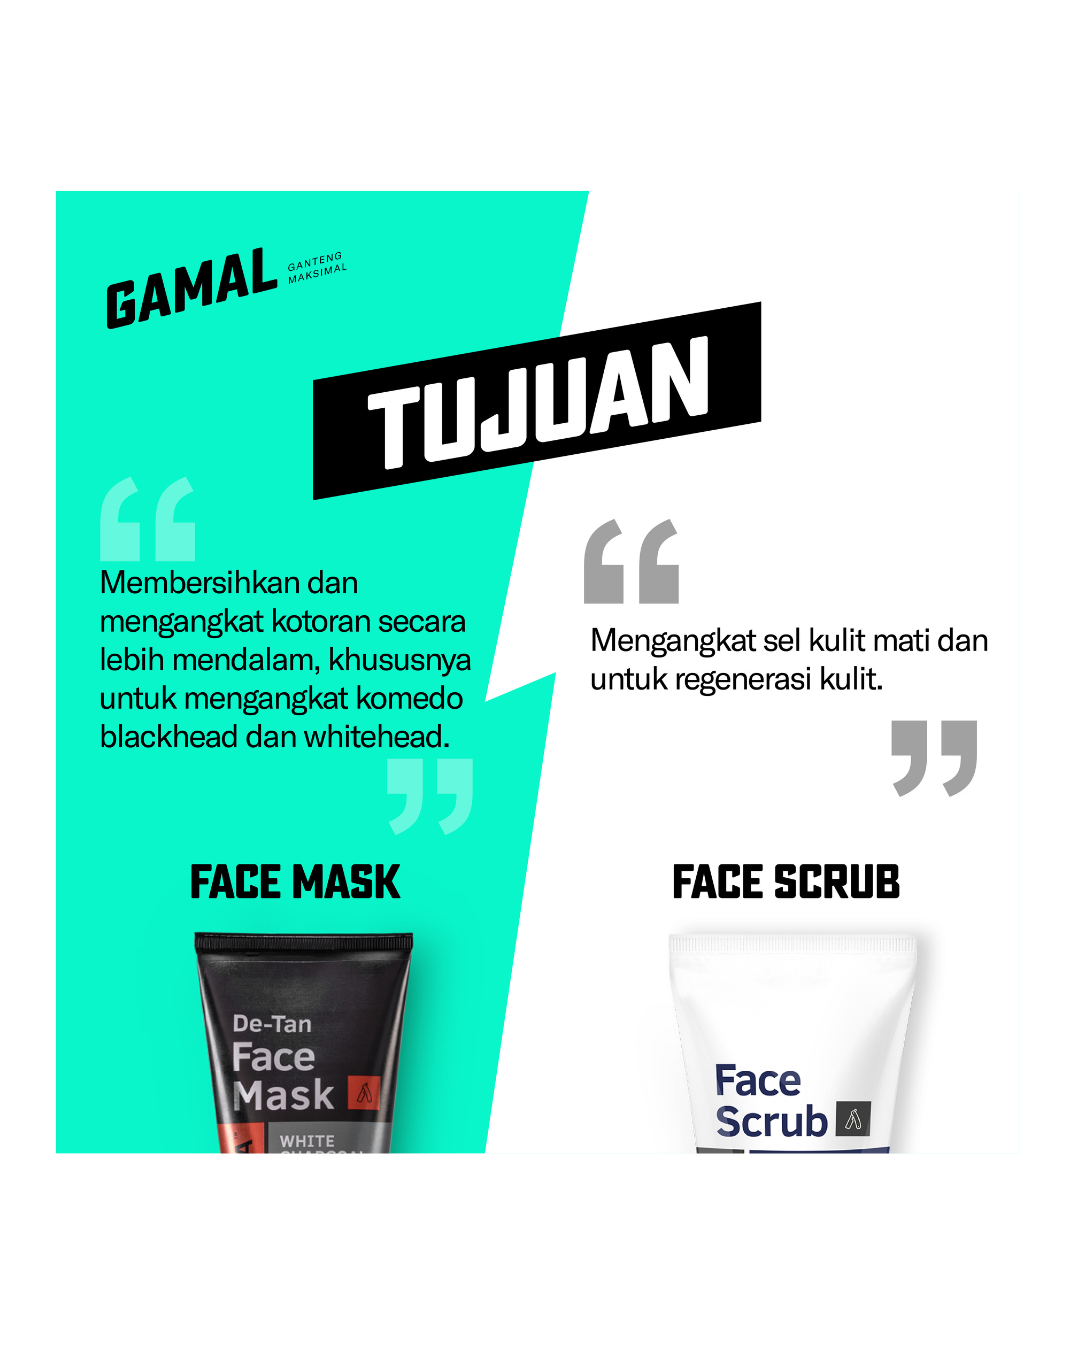 GAMAL
GANTENG
MAKSIMAL
TUJUAN
Membersihkan dan
mengangkat kotoran secara
lebih mendalam, khususnya
untuk mengangkat komedo
blackhead dan whitehead.
Mengangkat sel kulit mati dan
untuk regenerasi kulit.
FACE MASK
FACE SCRUB
De-Tan
Face
Mask
WHITE
Face
Scrub